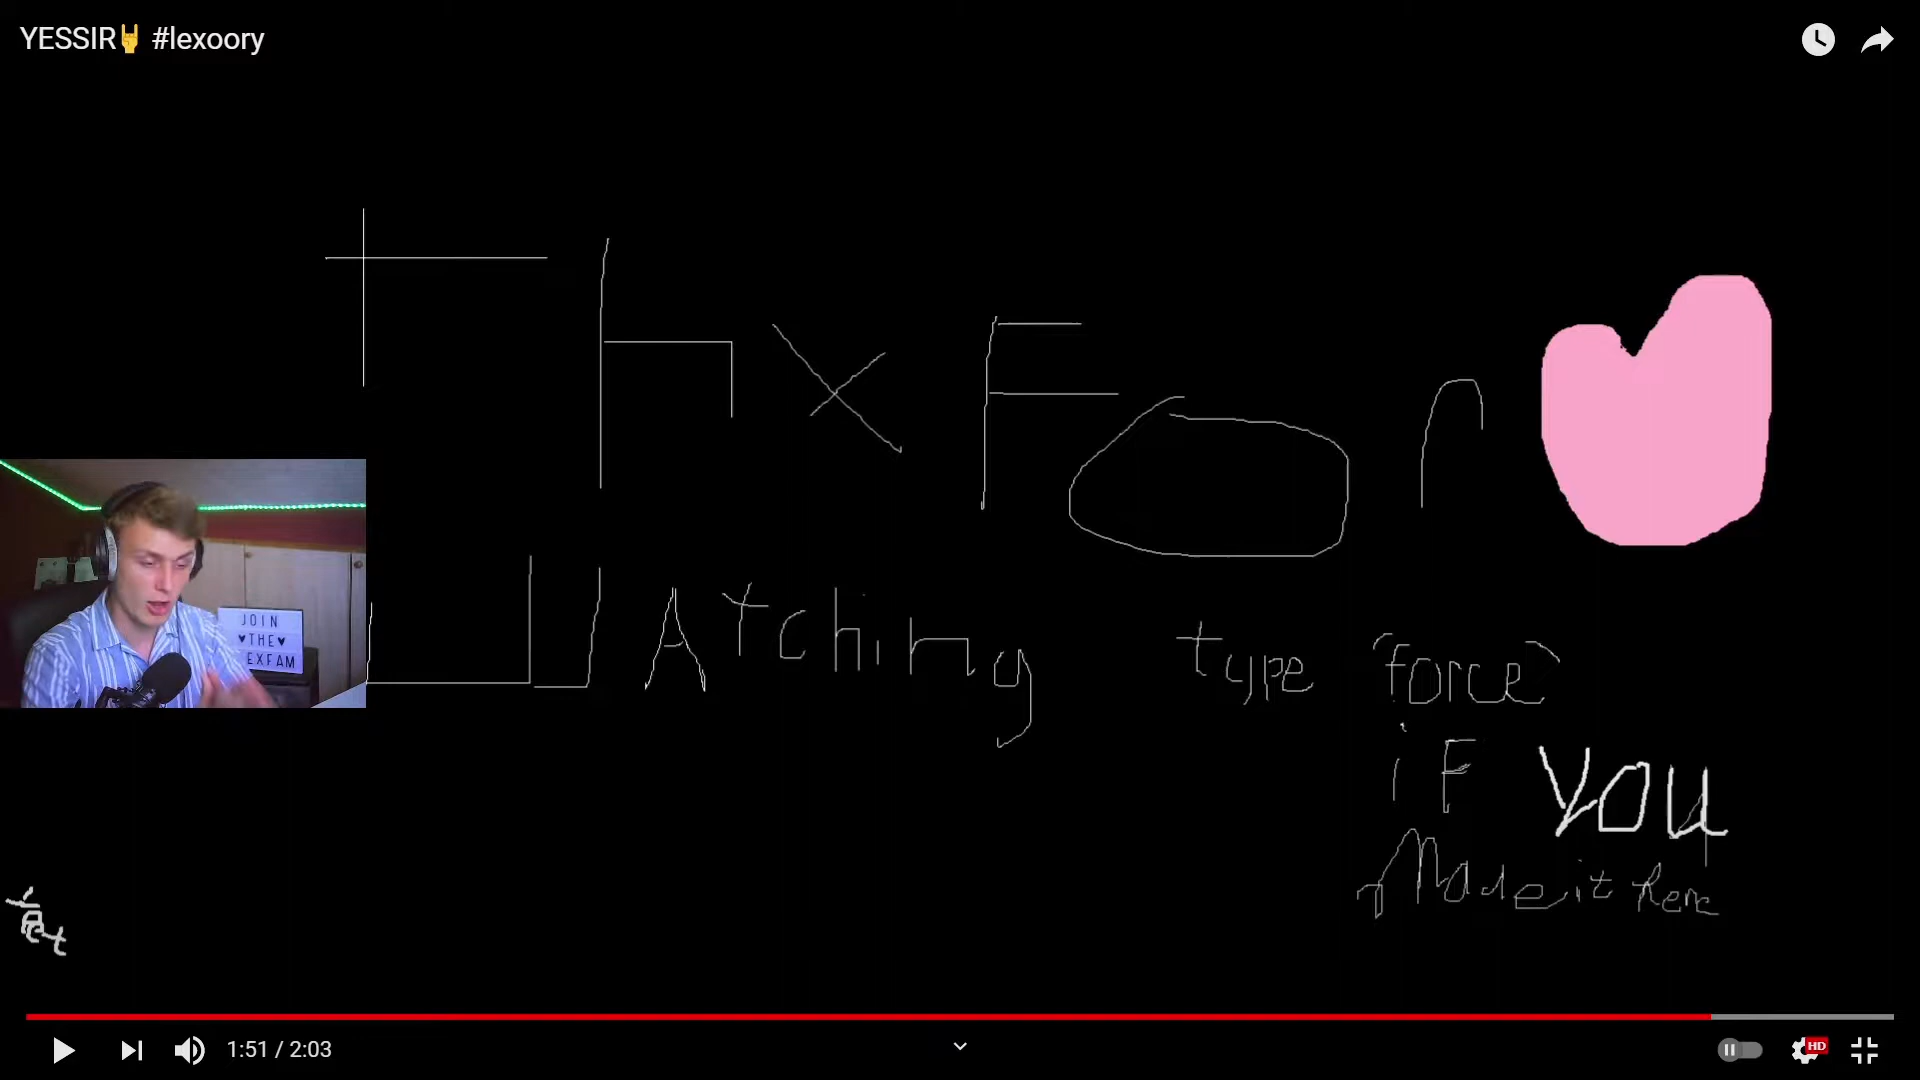 YESSIR🤘 #lexoory
Thx For
WAtching
type "force"
iF you
Made it here
JOIN
♥THE♥
EXFAM
1:51 / 2:03
HD